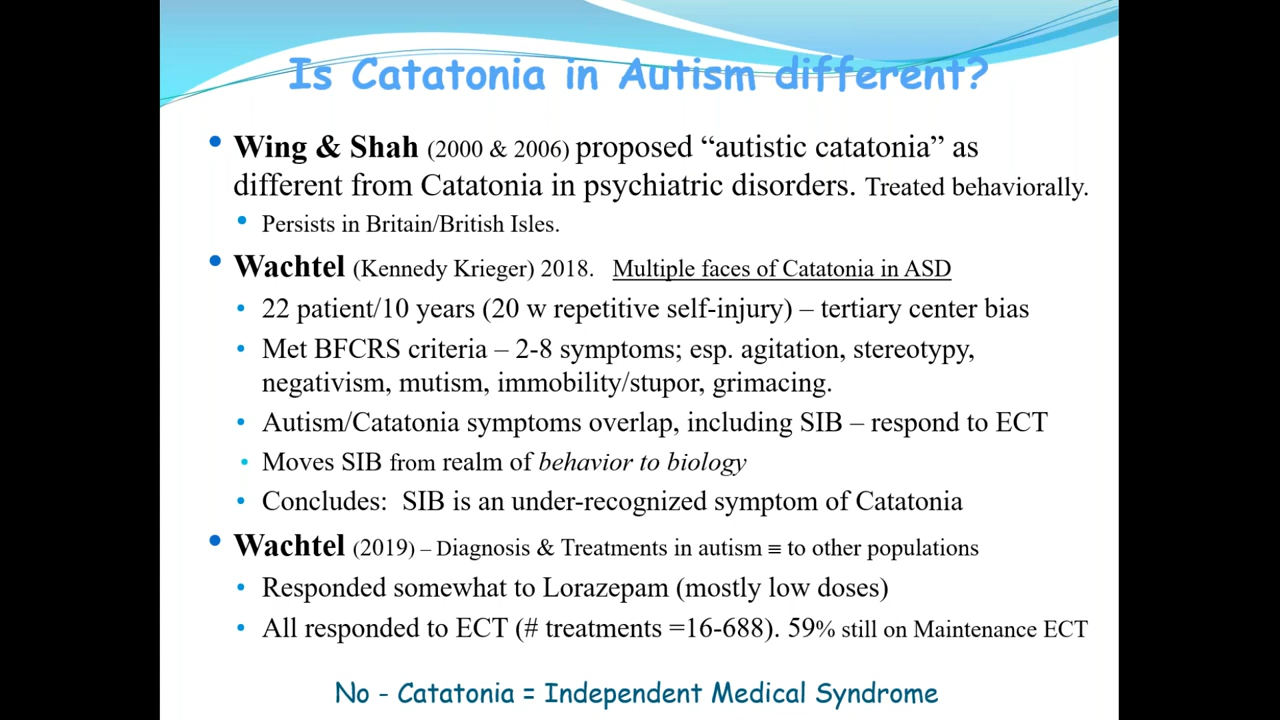 Is Catatonia in Autism different?
• Wing & Shah (2000 & 2006) proposed “autistic catatonia” as
different from Catatonia in psychiatric disorders. Treated behaviorally.
• Persists in Britain/British Isles.
• Wachtel (Kennedy Krieger) 2018. Multiple faces of Catatonia in ASD
• 22 patient/10 years (20 w repetitive self-injury) – tertiary center bias
• Met BFCRS criteria – 2-8 symptoms; esp. agitation, stereotypy,
negativism, mutism, immobility/stupor, grimacing.
• Autism/Catatonia symptoms overlap, including SIB – respond to ECT
• Moves SIB from realm of behavior to biology
• Concludes: SIB is an under-recognized symptom of Catatonia
• Wachtel (2019) – Diagnosis & Treatments in autism ≡ to other populations
• Responded somewhat to Lorazepam (mostly low doses)
• All responded to ECT (# treatments =16-688). 59% still on Maintenance ECT
No - Catatonia = Independent Medical Syndrome